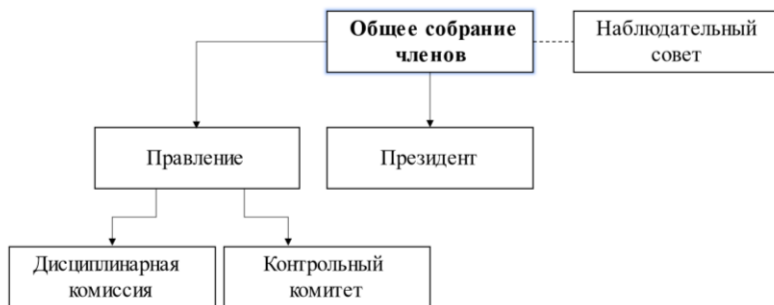 Общее собрание
членов
Наблюдательный
совет
Правление
Президент
Дисциплинарная
комиссия
Контрольный
комитет